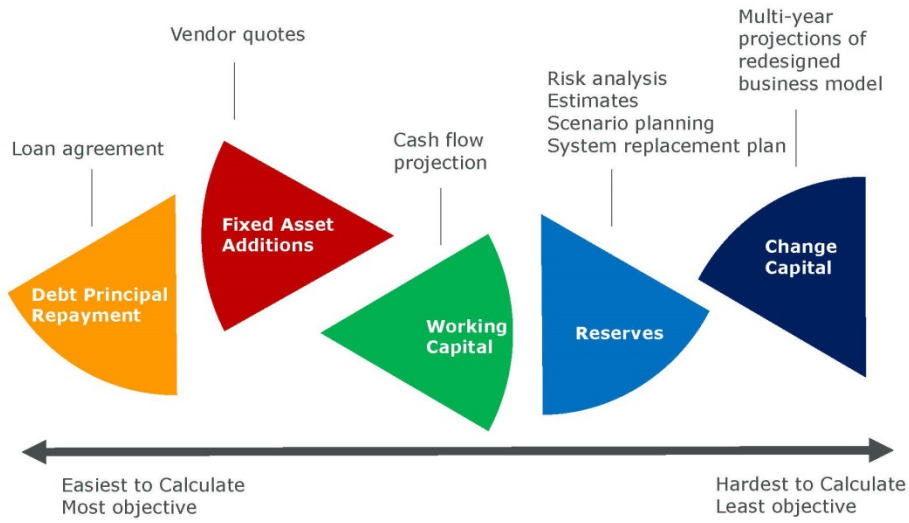 Vendor quotes
Multi-year
projections of
redesigned
business model
Risk analysis
Estimates
Scenario planning
System replacement plan
Loan agreement
Cash flow
projection
Fixed Asset
Additions
Change
Capital
Debt Principal
Repayment
Working
Capital
Reserves
Easiest to Calculate
Most objective
Hardest to Calculate
Least objective